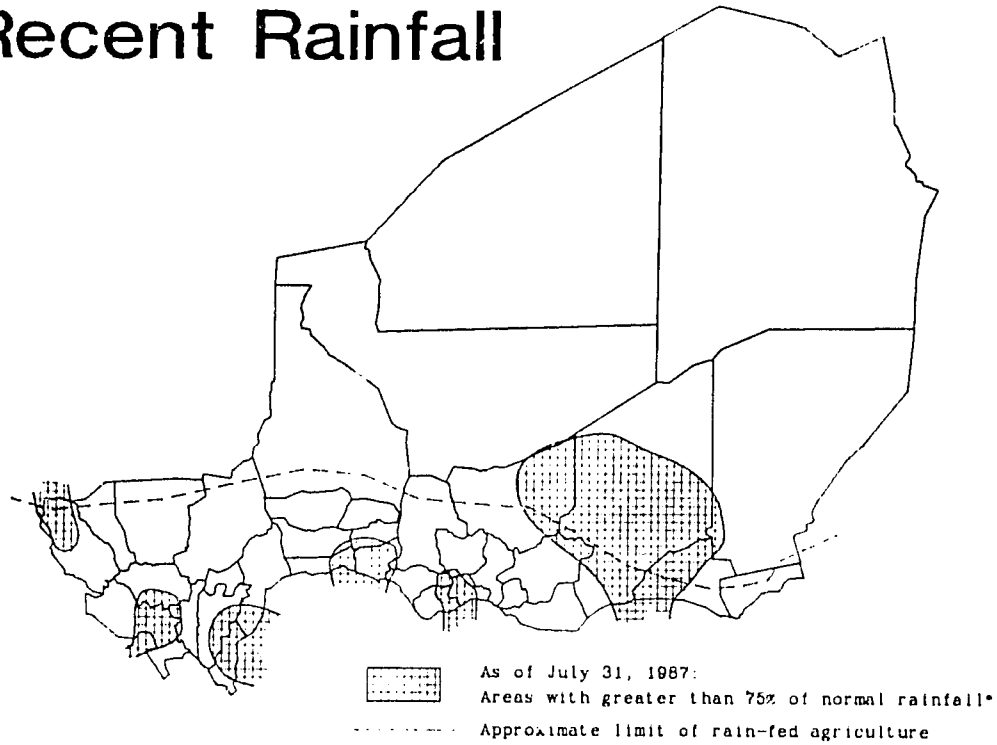 Recent Rainfall
As of July 31, 1987:
Areas with greater than 75% of normal rainfall*
Approximate limit of rain-fed agriculture